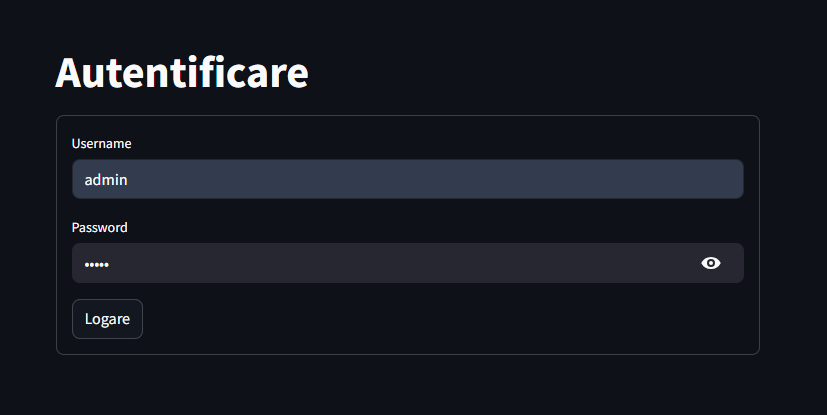 Autentificare
Username
admin
Password
•••••
Logare